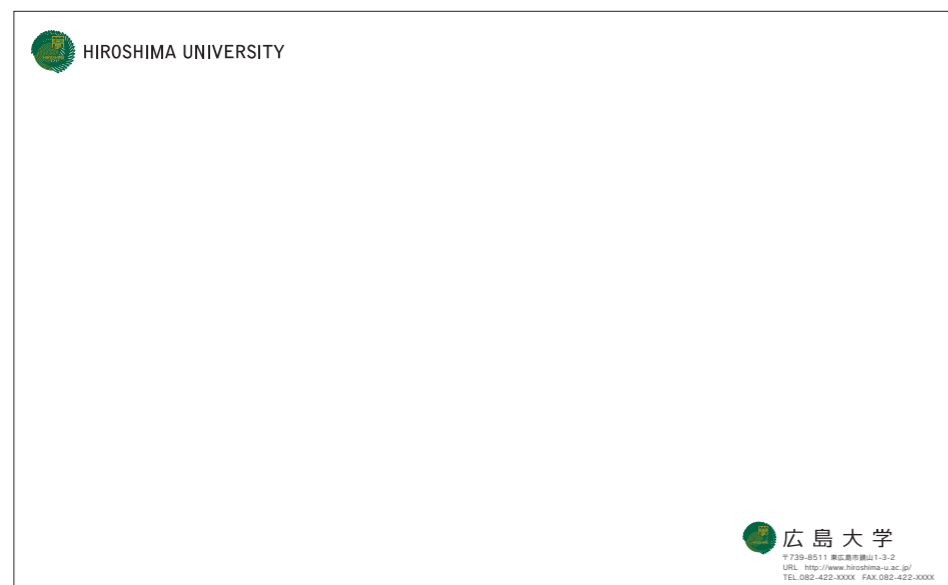 HIROSHIMA UNIVERSITY
広島大学
〒739-8511 東広島市鏡山1-3-2
URL http://www.hiroshima-u.ac.jp/
TEL.082-422-XXXX FAX.082-422-XXXX